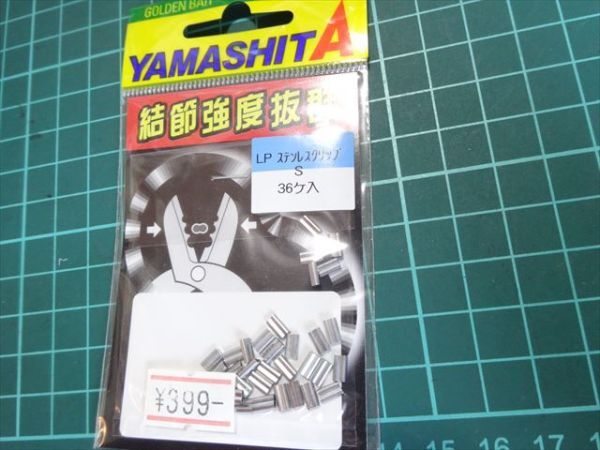 GOLDEN BAIT
YAMASHITA
結節強度抜群
LP ステンレスクリップ
S
36ケ入
¥399-
14 15 16 17